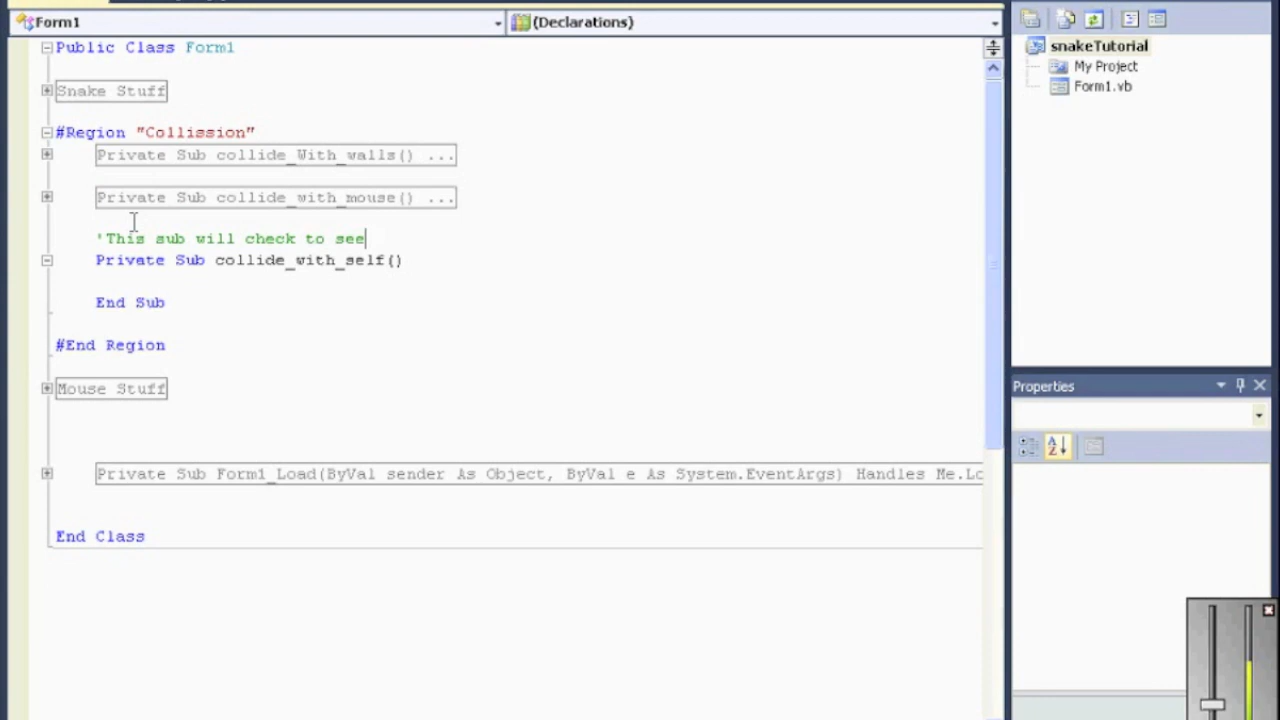 Form1
(Declarations)
Public Class Form1
Snake Stuff
#Region "Collission"
Private Sub collide_With_walls() ...
Private Sub collide_with_mouse() ...
'This sub will check to see
Private Sub collide_with_self()
End Sub
#End Region
Mouse Stuff
Private Sub Form1_Load(ByVal sender As Object, ByVal e As System.EventArgs) Handles Me.Lo
End Class
snakeTutorial
My Project
Form1.vb
Properties